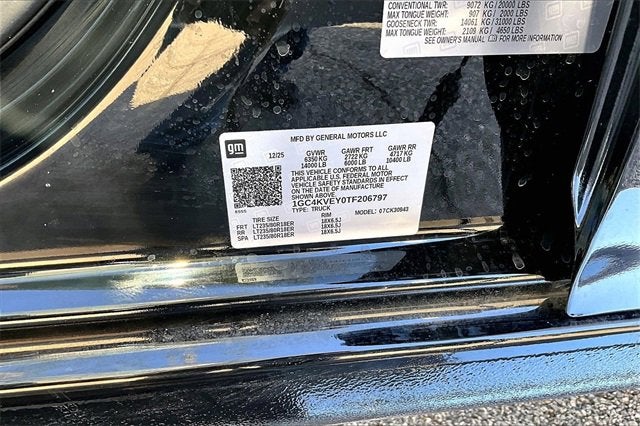 CONVENTIONAL TWR: 9072 KG / 20000 LBS
MAX TONGUE WEIGHT: 907 KG / 2000 LBS
GOOSENECK TWR: 14061 KG / 31000 LBS
MAX TONGUE WEIGHT: 2109 KG / 4650 LBS
SEE OWNER'S MANUAL FOR MORE INFORMATION
MFD BY GENERAL MOTORS LLC
gm
12/25 GVWR GAWR FRT GAWR RR
6350 KG 2722 KG 4717 KG
14000 LB 6000 LB 10400 LB
THIS VEHICLE CONFORMS TO ALL
APPLICABLE U.S. FEDERAL MOTOR
VEHICLE SAFETY STANDARDS IN EFFECT ON
THE DATE OF MANUFACTURE SHOWN ABOVE.
1GC4KVEY0TF206797
TYPE: TRUCK MODEL: 07CK30943
TIRE SIZE RIM
FRT LT235/80R18ER 18X6.5J
RR LT235/80R18ER 18X6.5J
SPA LT235/80R18ER 18X6.5J